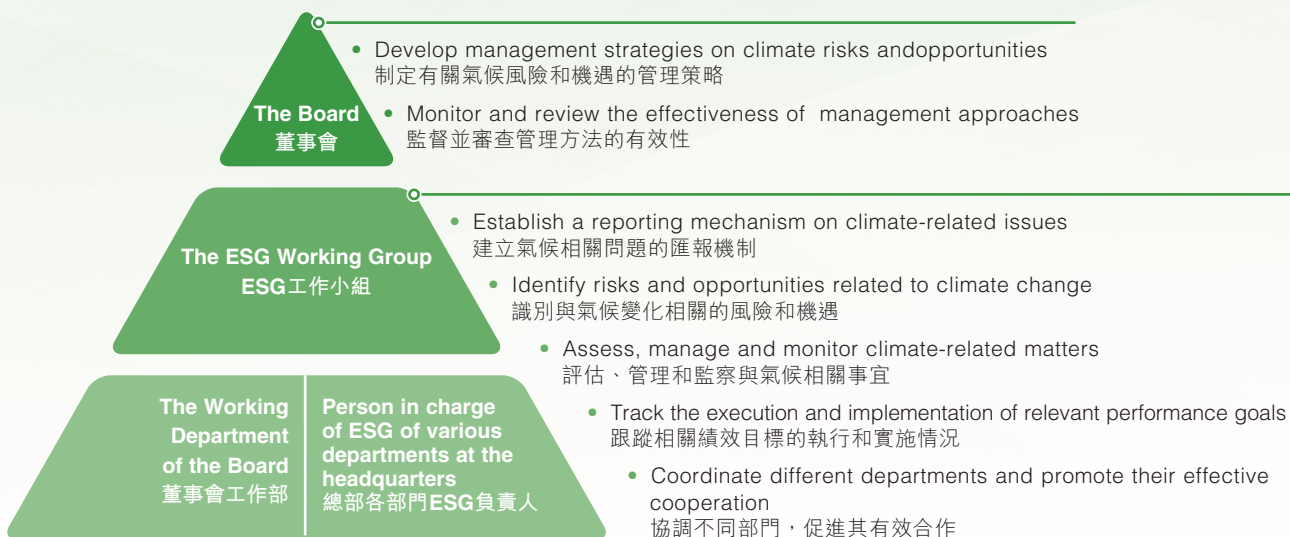 • Develop management strategies on climate risks andopportunities
制定有關氣候風險和機遇的管理策略
The Board
董事會
• Monitor and review the effectiveness of management approaches
監督並審查管理方法的有效性
The ESG Working Group
ESG工作小組
• Establish a reporting mechanism on climate-related issues
建立氣候相關問題的匯報機制
• Identify risks and opportunities related to climate change
識別與氣候變化相關的風險和機遇
• Assess, manage and monitor climate-related matters
評估、管理和監察與氣候相關事宜
• Track the execution and implementation of relevant performance goals
跟蹤相關績效目標的執行和實施情況
• Coordinate different departments and promote their effective
cooperation
協調不同部門，促進其有效合作
The Working
Department
of the Board
董事會工作部
Person in charge
of ESG of various
departments at the
headquarters
總部各部門ESG負責人